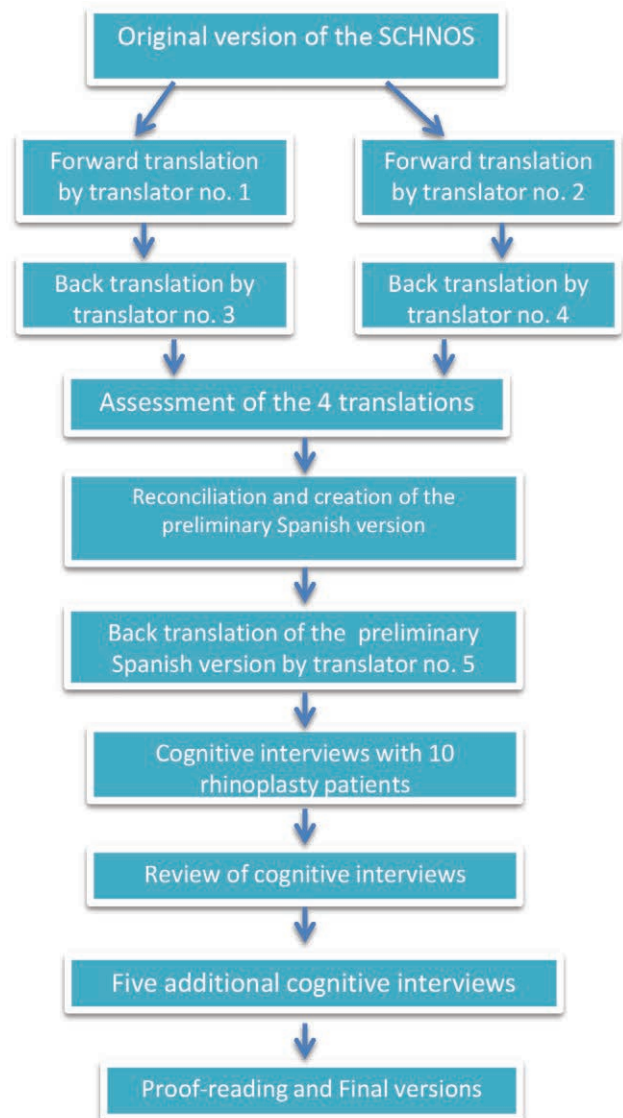 Original version of the SCHNOS
Forward translation
by translator no. 1
Forward translation
by translator no. 2
Back translation by
translator no. 3
Back translation by
translator no. 4
Assessment of the 4 translations
Reconciliation and creation of the
preliminary Spanish version
Back translation of the preliminary
Spanish version by translator no. 5
Cognitive interviews with 10
rhinoplasty patients
Review of cognitive interviews
Five additional cognitive interviews
Proof-reading and Final versions